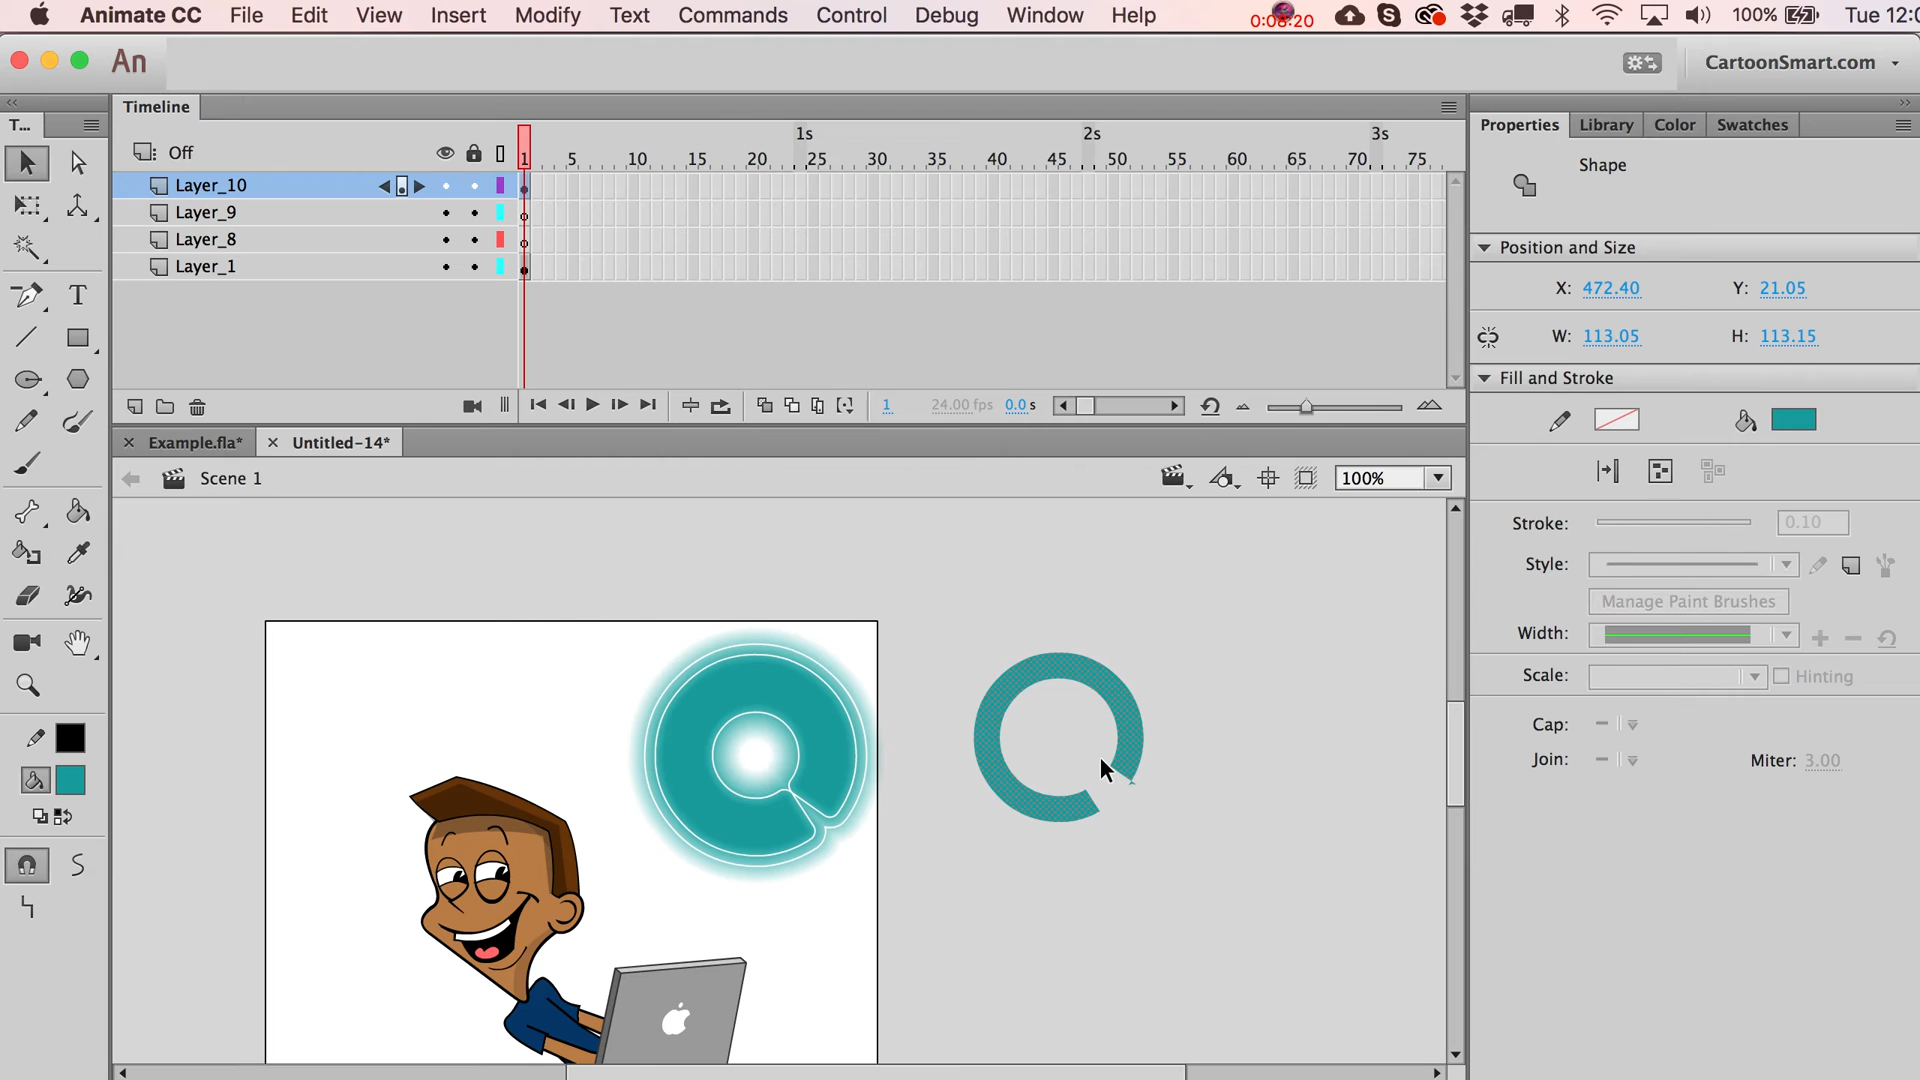 Animate CC File Edit View Insert Modify Text Commands Control Debug Window Help 0:08:20 100% Tue 12:0
An CartoonSmart.com
Timeline
T... Properties Library Color Swatches
1s 2s 3s
Off 1 5 10 15 20 25 30 35 40 45 50 55 60 65 70 75
Shape
Layer_10
Layer_9
Layer_8
Layer_1
Position and Size
X: 472.40 Y: 21.05
W: 113.05 H: 113.15
Fill and Stroke
1 24.00 fps 0.0 s
Example.fla* Untitled-14*
Scene 1 100%
Stroke: 0.10
Style:
Manage Paint Brushes
Width:
Scale: Hinting
Cap:
Join: Miter: 3.00